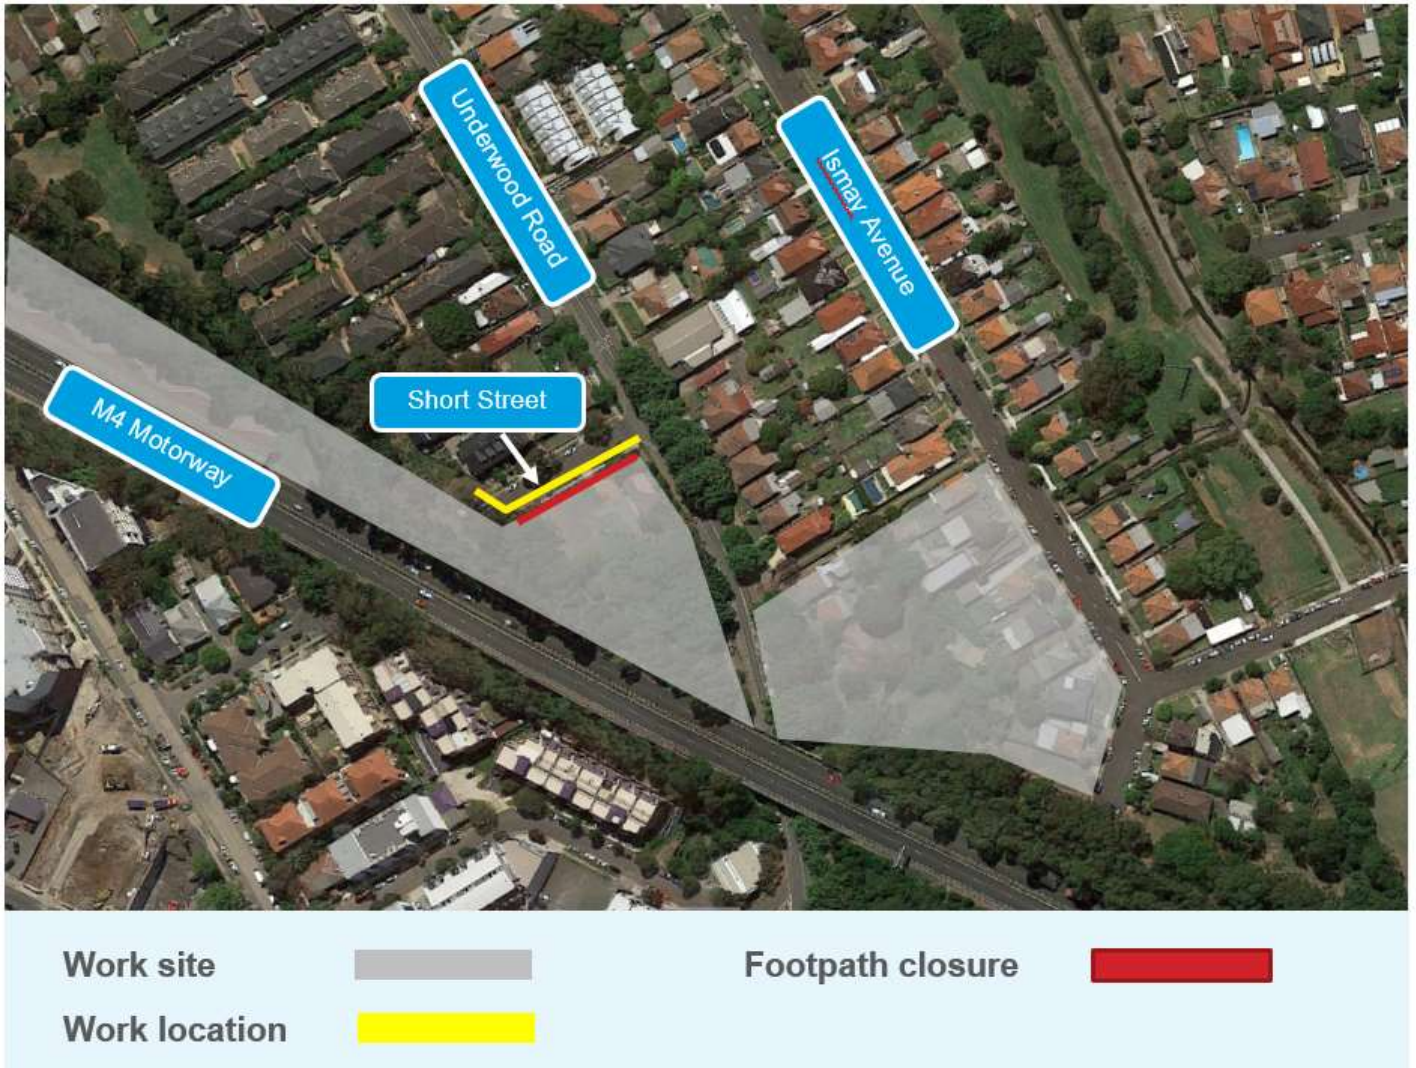 Underwood Road
Ismay Avenue
Short Street
M4 Motorway
Work site
Footpath closure
Work location